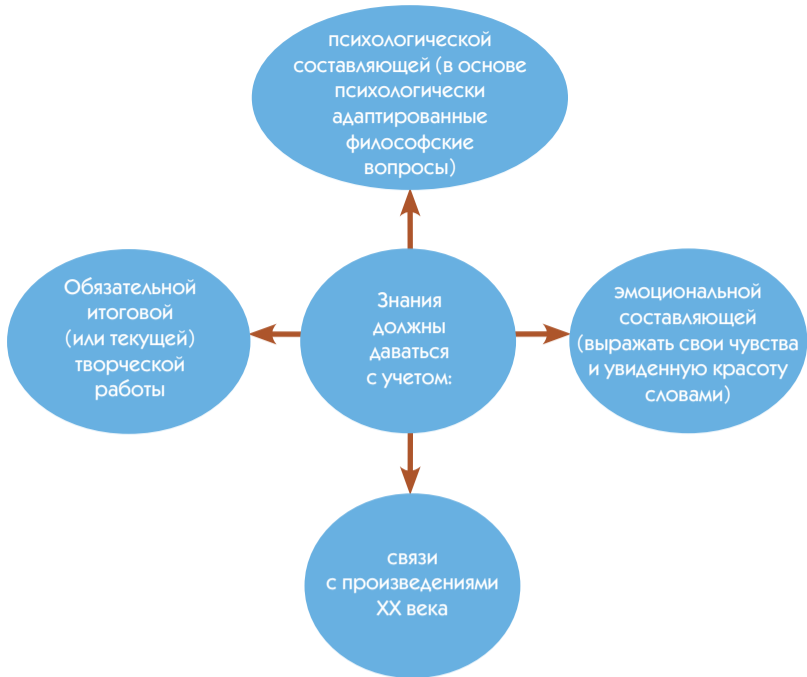 психологической
составляющей (в основе
психологически
адаптированные
философские
вопросы)
Обязательной
итоговой
(или текущей)
творческой
работы
Знания
должны
даваться
с учетом:
эмоциональной
составляющей
(выражать свои чувства
и увиденную красоту
словами)
связи
с произведениями
XX века